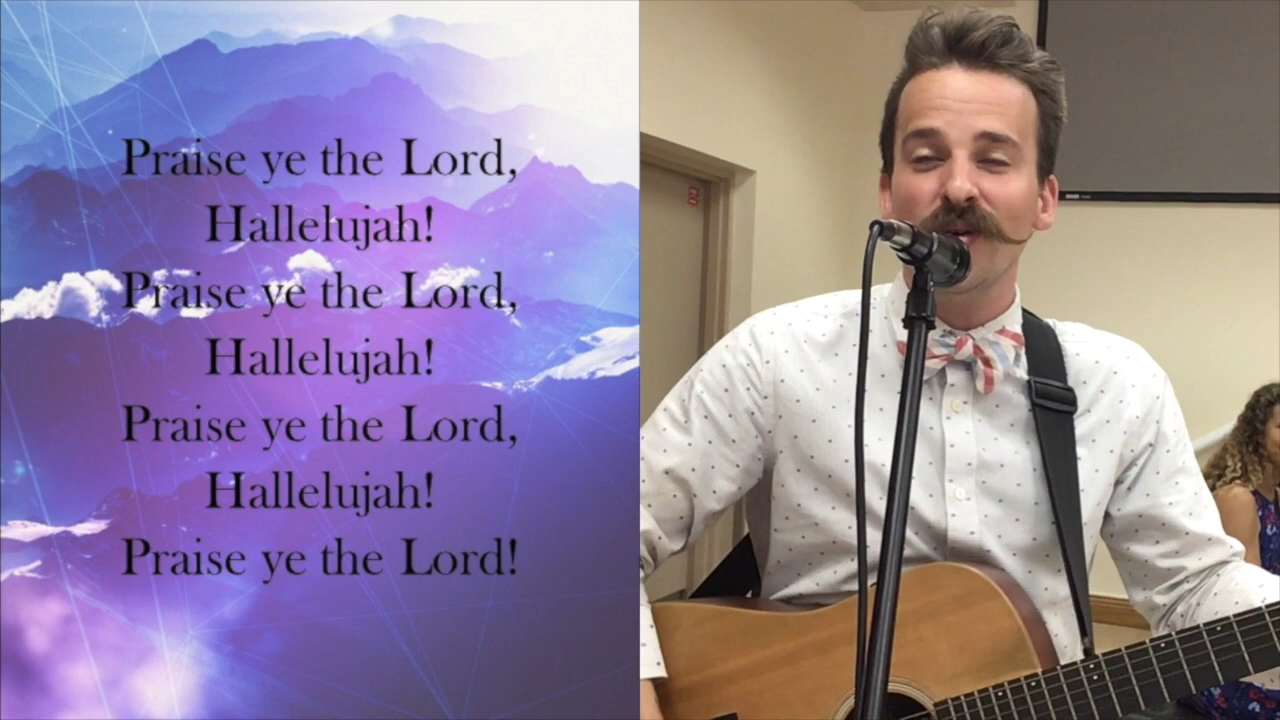 Praise ye the Lord,
Hallelujah!
Praise ye the Lord,
Hallelujah!
Praise ye the Lord,
Hallelujah!
Praise ye the Lord!